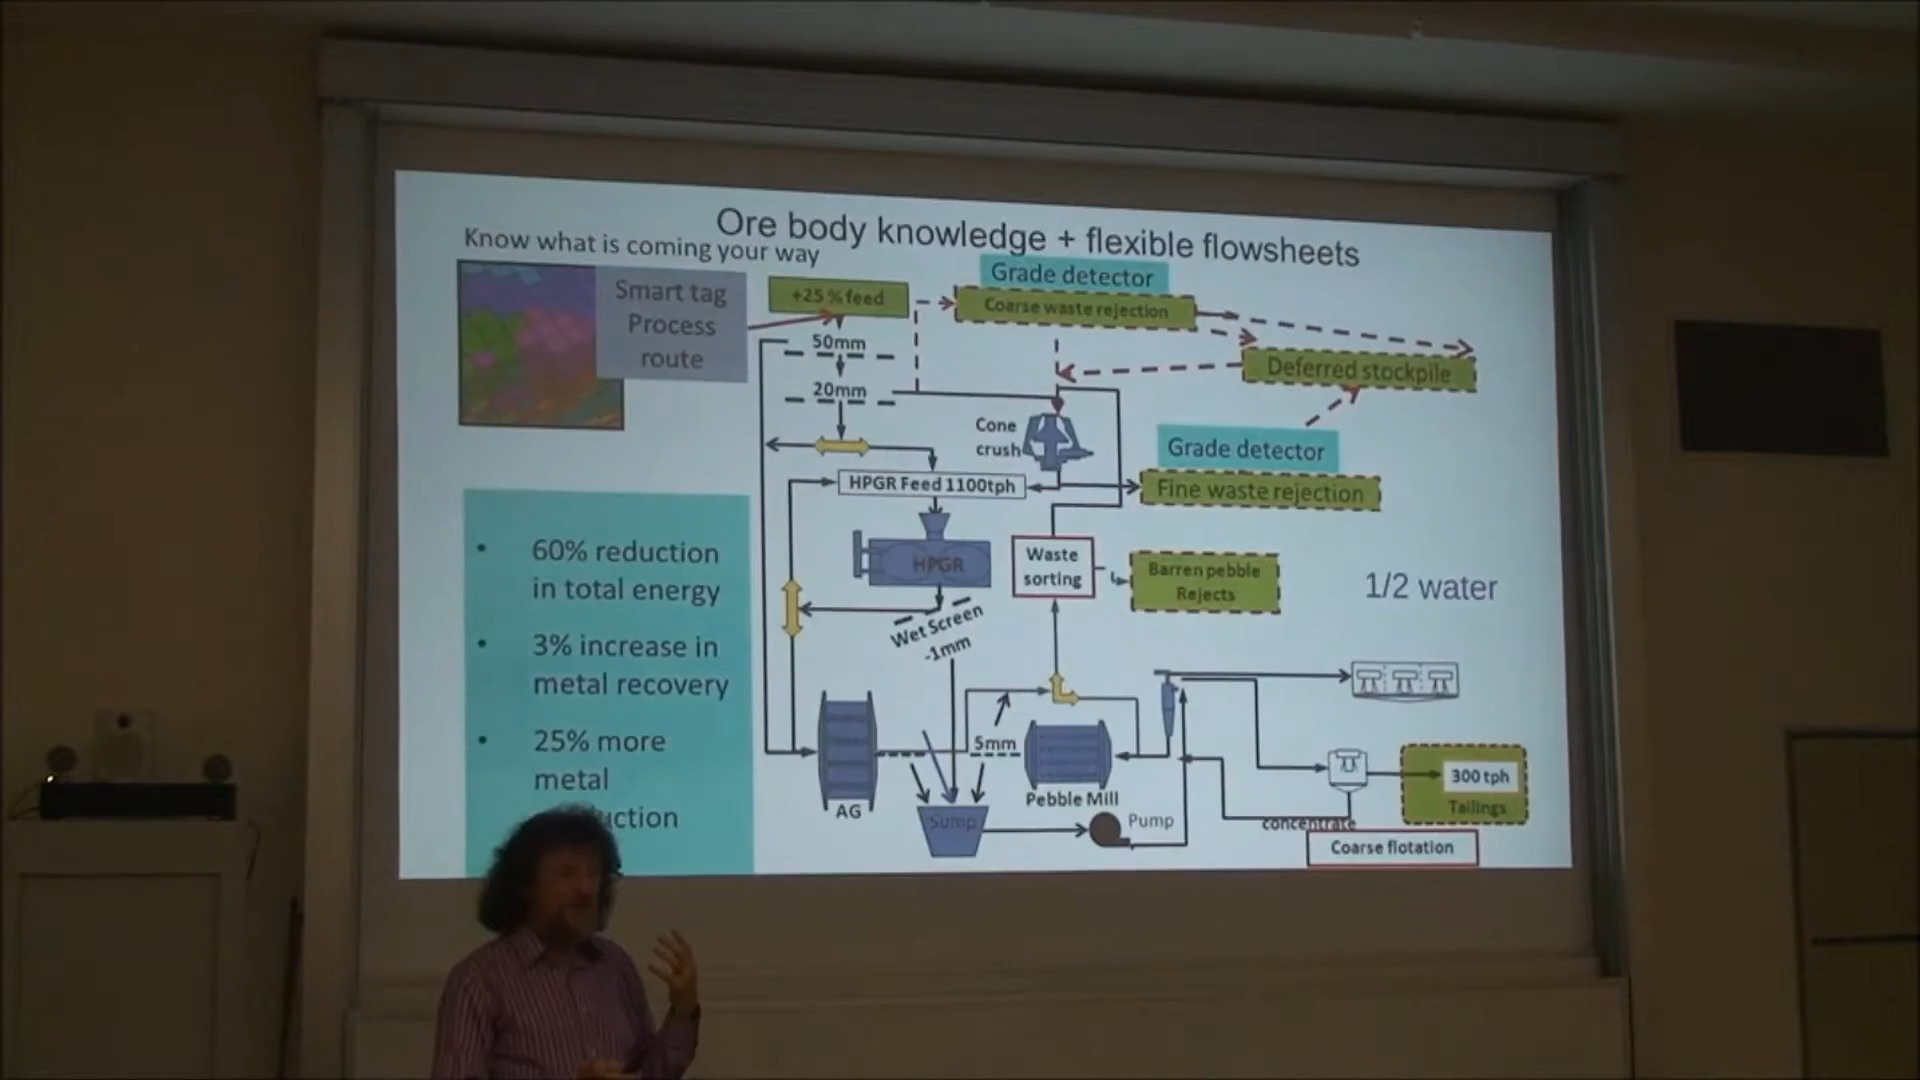 Ore body knowledge + flexible flowsheets
Know what is coming your way
Smart tag
Process
route
+25 % feed
Grade detector
Coarse waste rejection
50mm
20mm
Deferred stockpile
Cone
crush
Grade detector
HPGR Feed 1100tph
Fine waste rejection
HPGR
Waste
sorting
Barren pebble
Rejects
1/2 water
• 60% reduction
in total energy
• 3% increase in
metal recovery
• 25% more
metal
uction
Wet Screen
-1mm
5mm
AG
Sump
Pebble Mill
Pump
300 tph
Tailings
concentrate
Coarse flotation